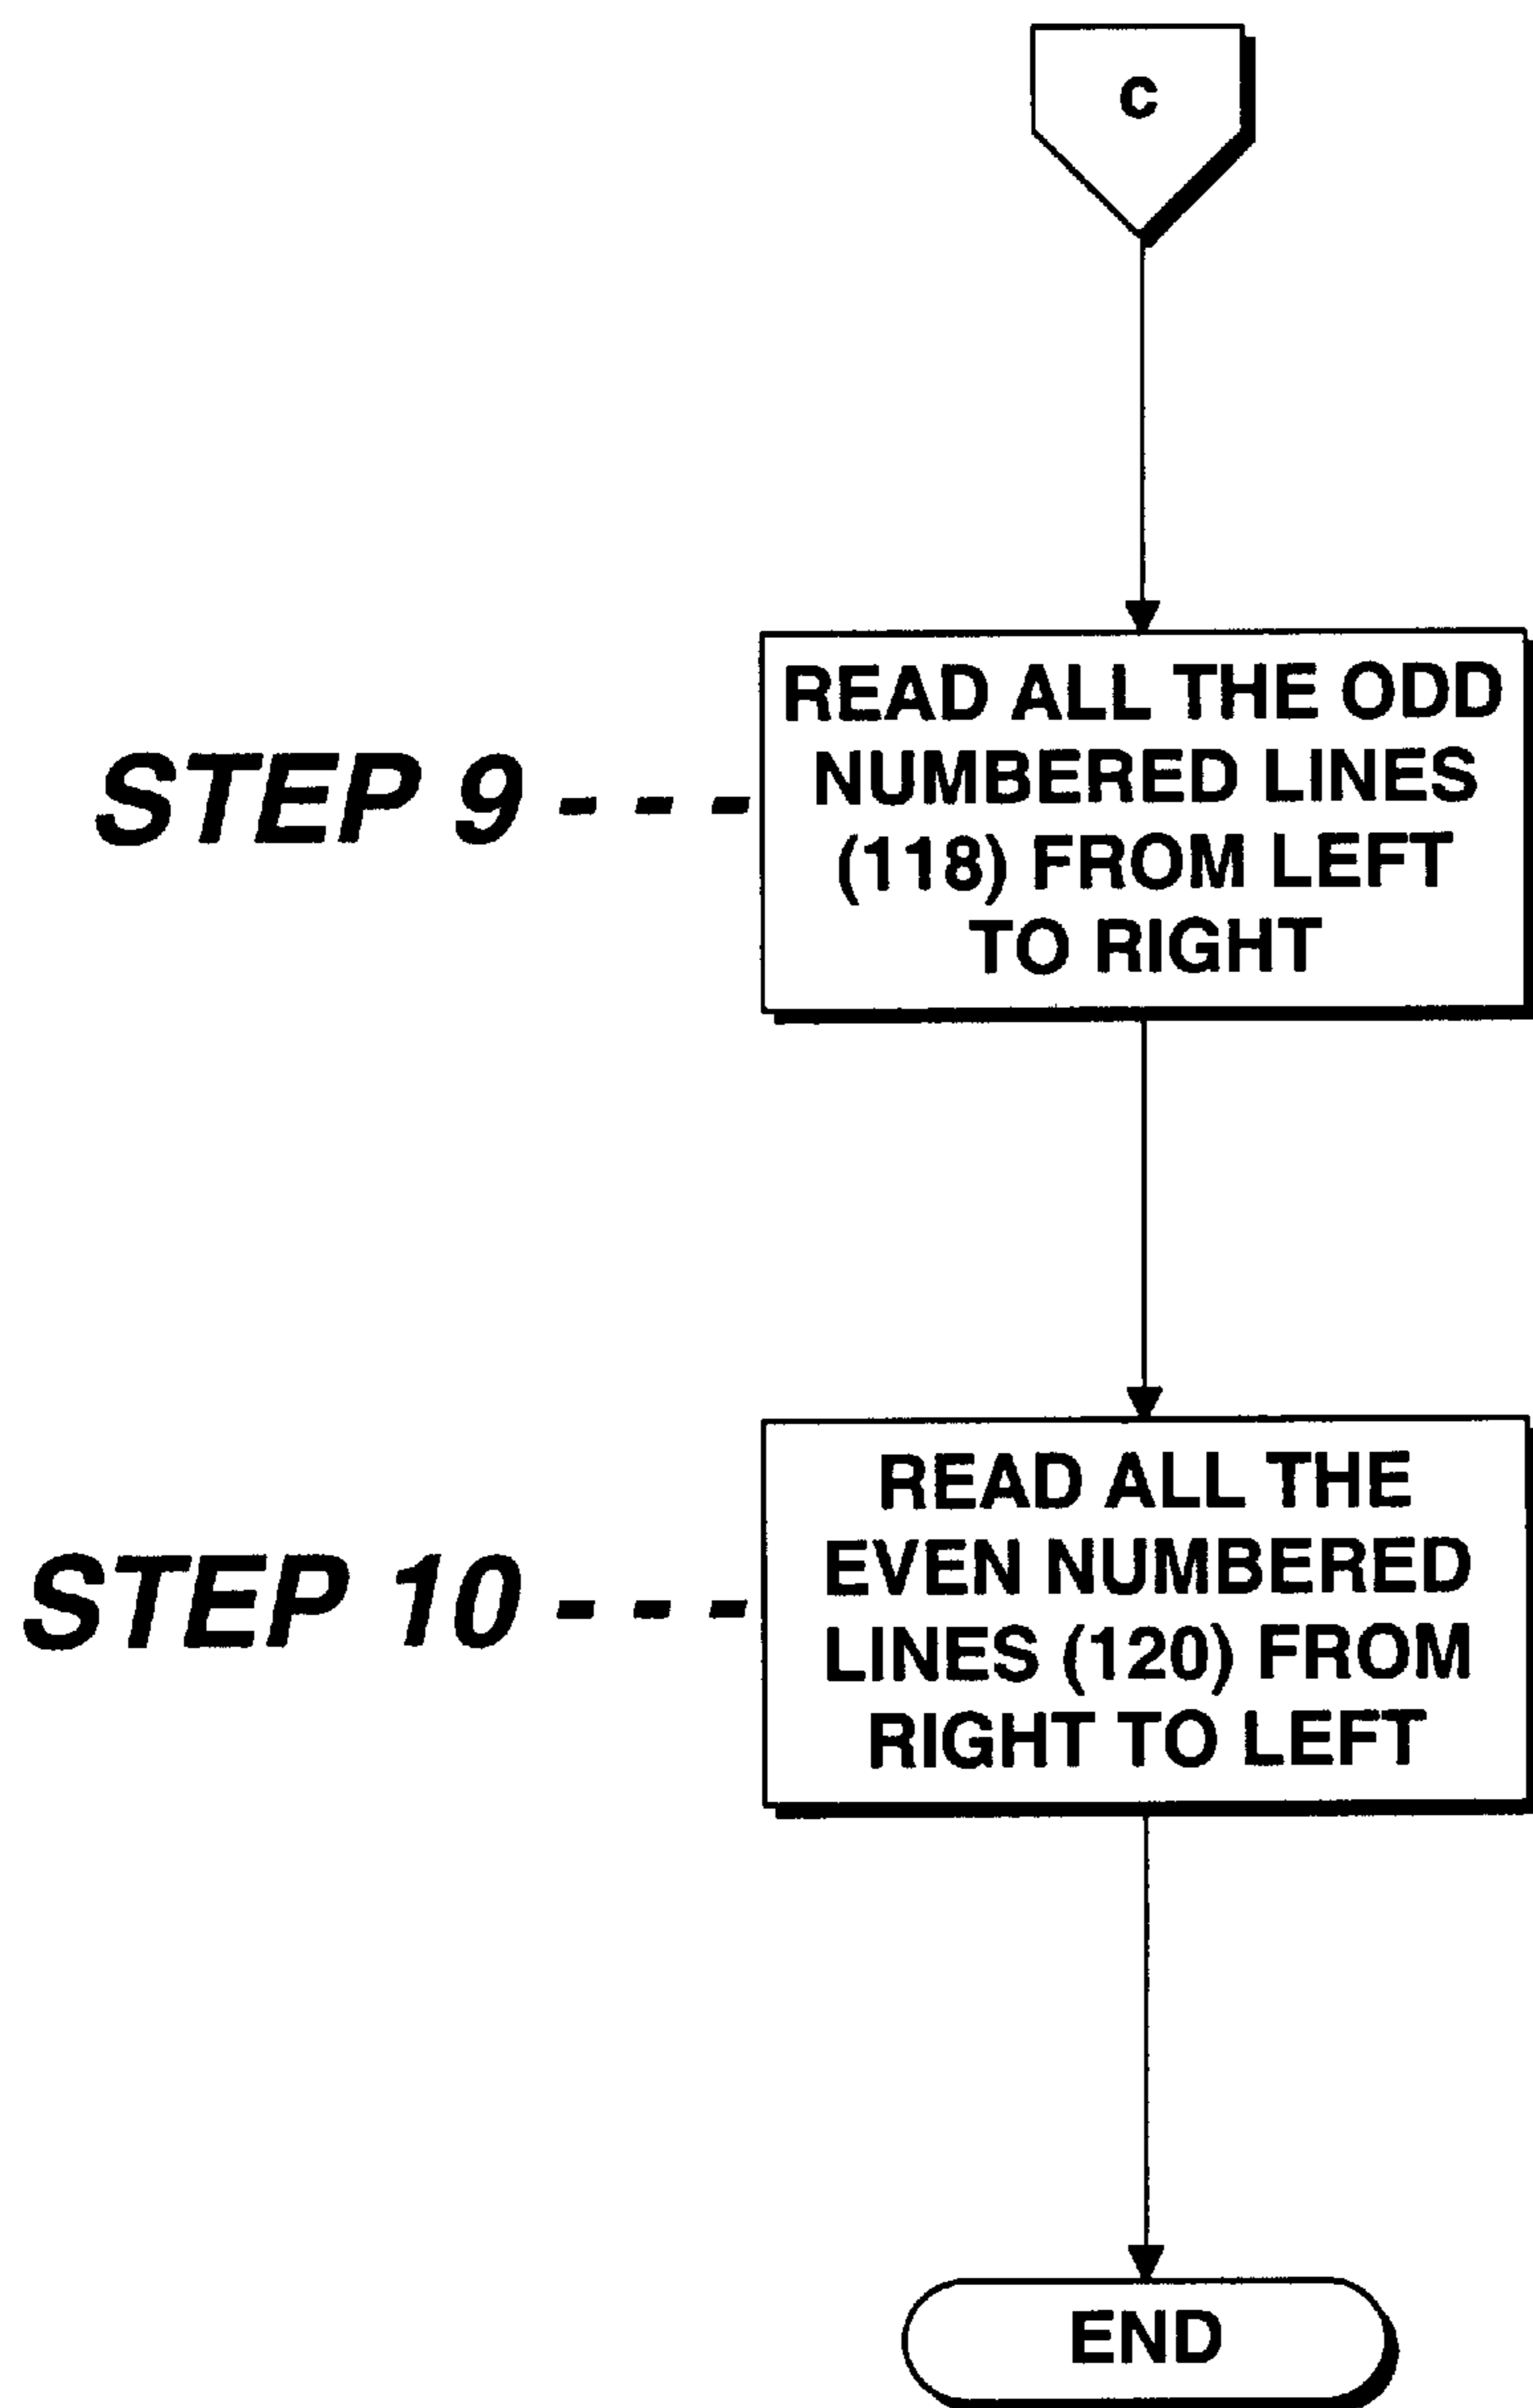 C
READ ALL THE ODD
NUMBERED LINES
STEP 9 - - -
(118) FROM LEFT
TO RIGHT
READ ALL THE
EVEN NUMBERED
STEP 10 - - -
LINES (120) FROM
RIGHT TO LEFT
END